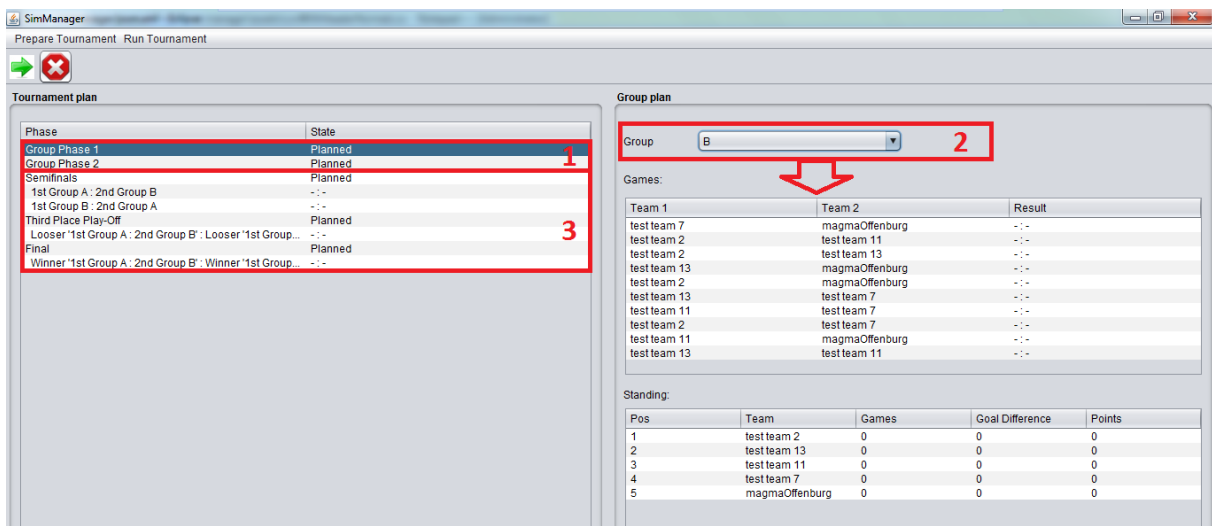 SimManager
Prepare Tournament Run Tournament
Tournament plan
Phase State
Group Phase 1 Planned
1
Group Phase 2 Planned
Semifinals Planned
1st Group A : 2nd Group B - : -
1st Group B : 2nd Group A - : -
Third Place Play-Off Planned
3
Looser '1st Group A : 2nd Group B' : Looser '1st Group... - : -
Final Planned
Winner '1st Group A : 2nd Group B' : Winner '1st Group... - : -
Group plan
Group B 2
Games:
Team 1 Team 2 Result
test team 7 magmaOffenburg - : -
test team 2 test team 11 - : -
test team 2 test team 13 - : -
test team 13 magmaOffenburg - : -
test team 2 magmaOffenburg - : -
test team 13 test team 7 - : -
test team 11 test team 7 - : -
test team 2 test team 7 - : -
test team 11 magmaOffenburg - : -
test team 13 test team 11 - : -
Standing:
Pos Team Games Goal Difference Points
1 test team 2 0 0 0
2 test team 13 0 0 0
3 test team 11 0 0 0
4 test team 7 0 0 0
5 magmaOffenburg 0 0 0